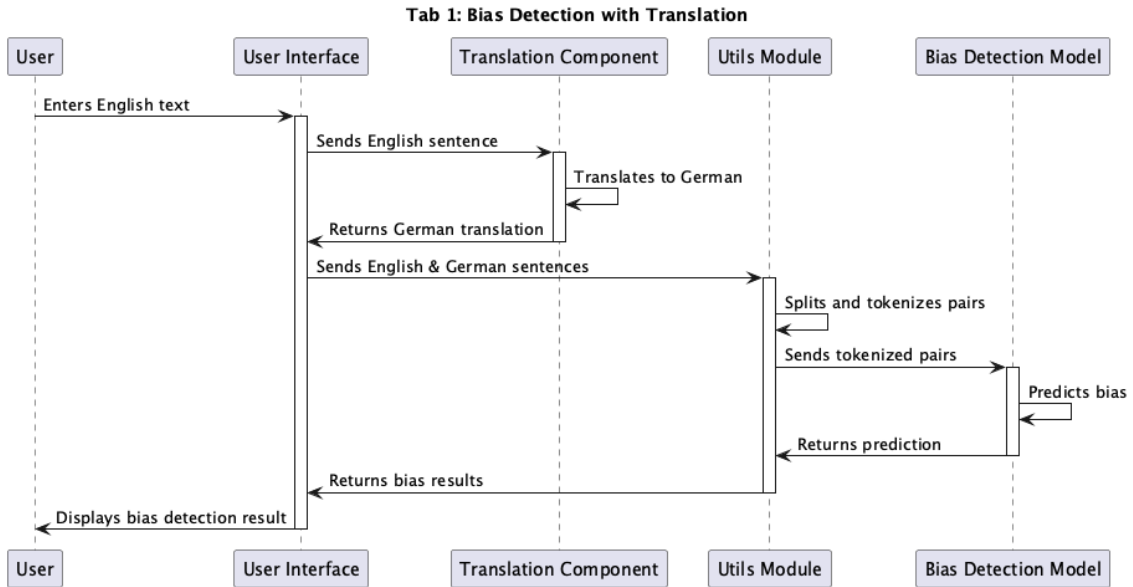 Tab 1: Bias Detection with Translation
User
User Interface
Translation Component
Utils Module
Bias Detection Model
Enters English text
Sends English sentence
Translates to German
Returns German translation
Sends English & German sentences
Splits and tokenizes pairs
Sends tokenized pairs
Predicts bias
Returns prediction
Returns bias results
Displays bias detection result
User
User Interface
Translation Component
Utils Module
Bias Detection Model